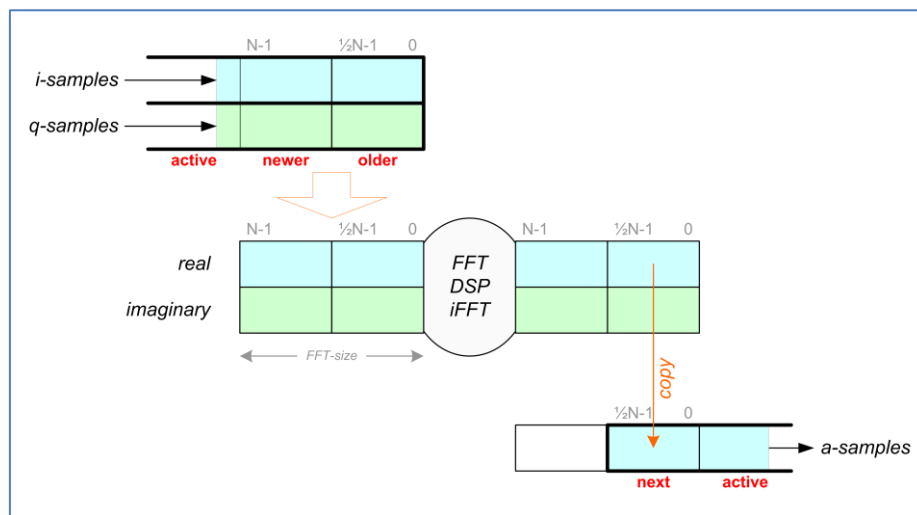 N-1 ½N-1 0
i-samples
q-samples
active newer older
N-1 ½N-1 0 N-1 ½N-1 0
real
imaginary
FFT
DSP
iFFT
FFT-size
copy
½N-1 0
a-samples
next active